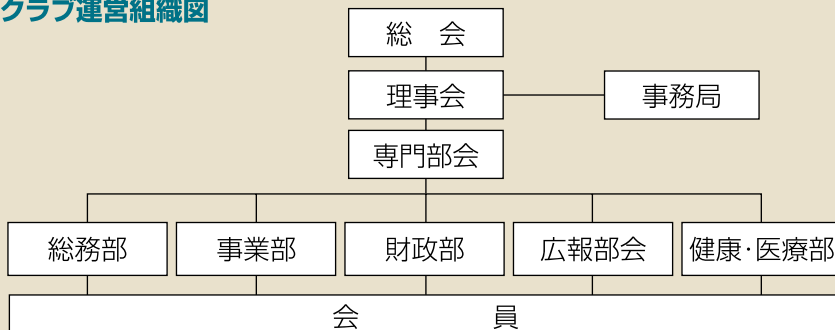 クラブ運営組織図
総　会
理事会
事務局
専門部会
総務部
事業部
財政部
広報部会
健康・医療部
会　員